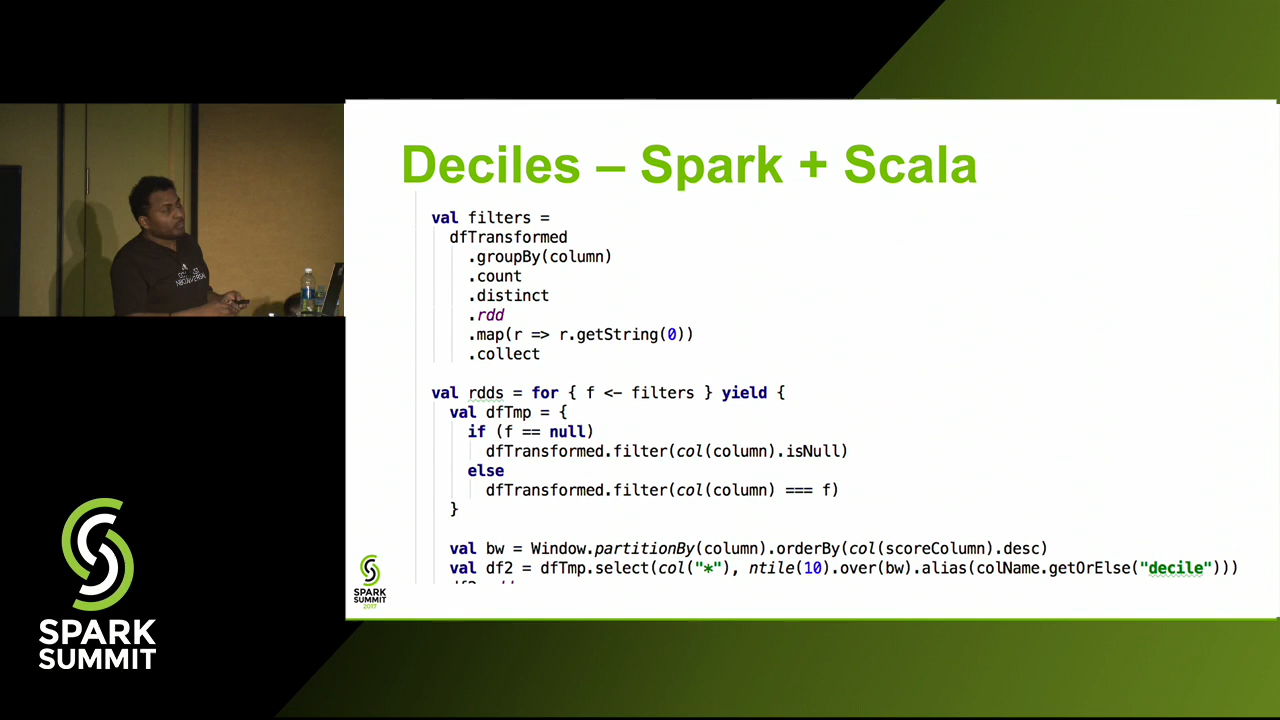 Deciles – Spark + Scala
val filters =
dfTransformed
.groupBy(column)
.count
.distinct
.rdd
.map(r => r.getString(0))
.collect
val rdds = for { f <- filters } yield {
val dfTmp = {
if (f == null)
dfTransformed.filter(col(column).isNull)
else
dfTransformed.filter(col(column) === f)
}
val bw = Window.partitionBy(column).orderBy(col(scoreColumn).desc)
val df2 = dfTmp.select(col("*"), ntile(10).over(bw).alias(colName.getOrElse("decile")))
SPARK
SUMMIT
2017
SPARK
SUMMIT